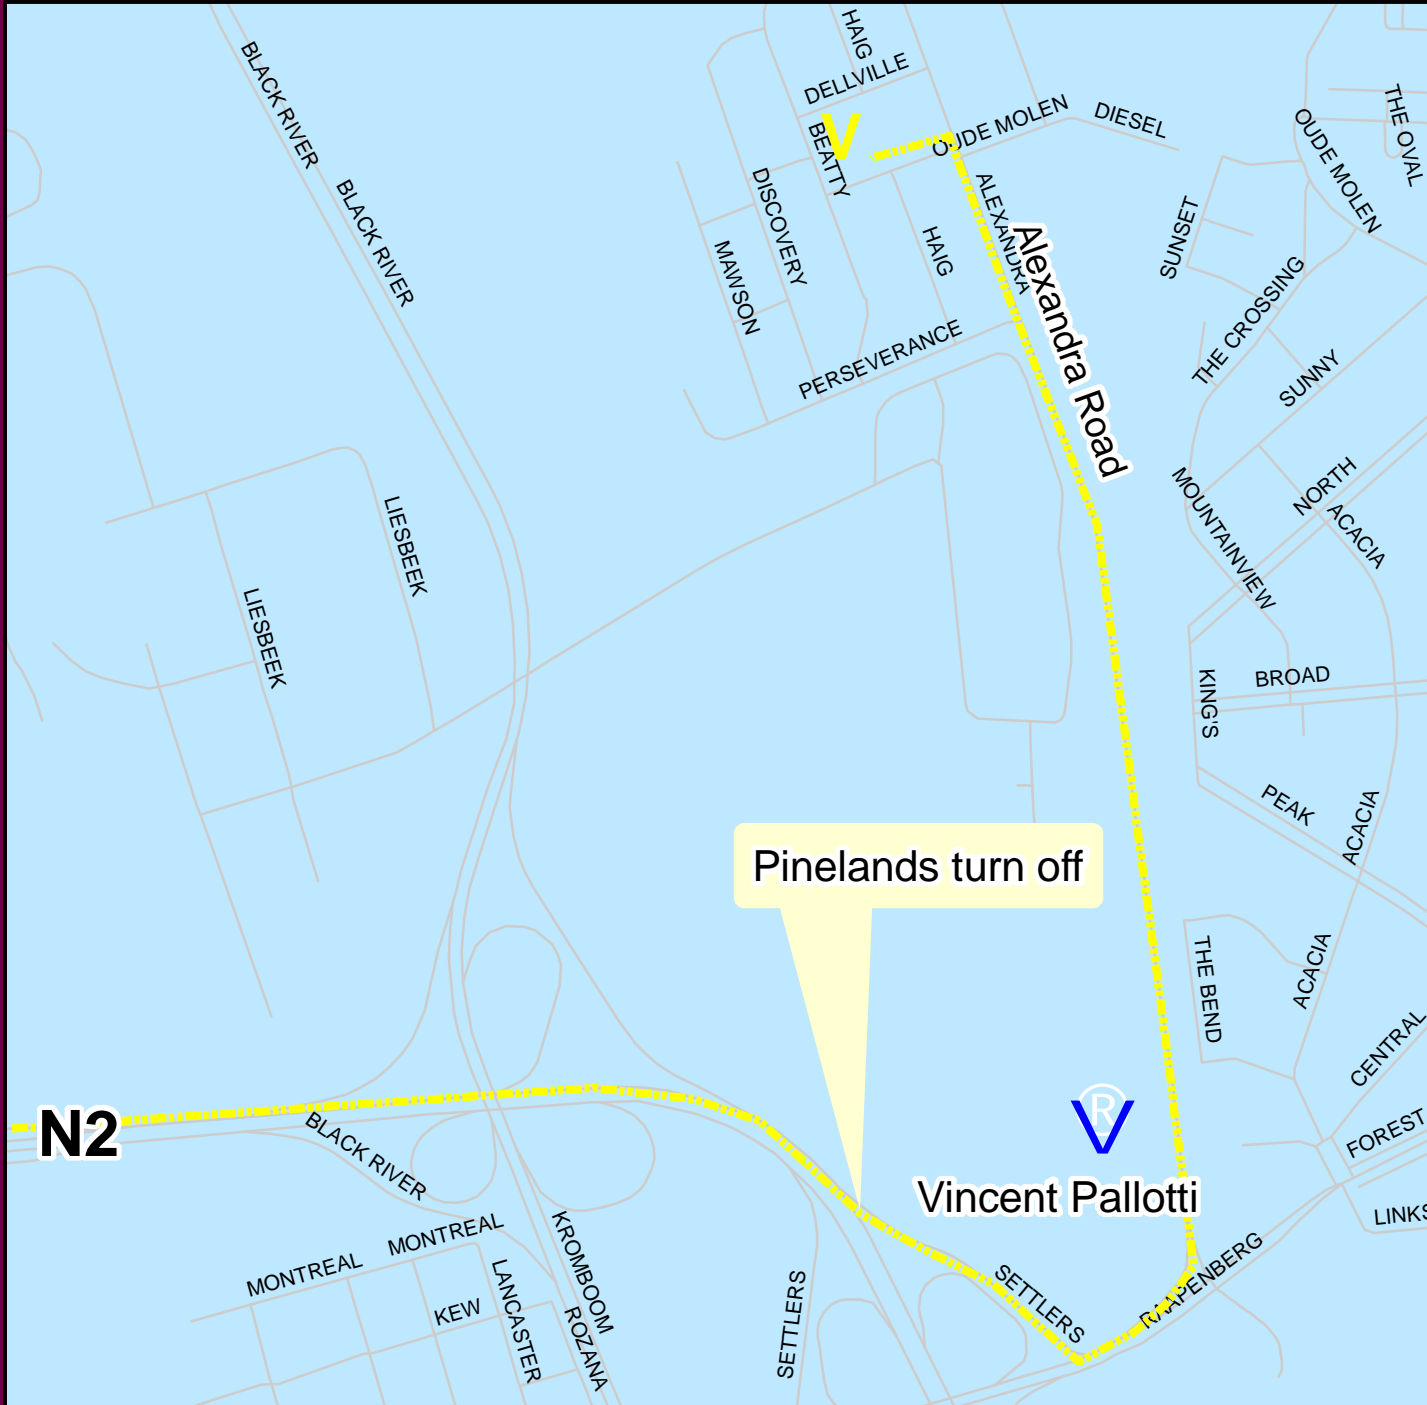 HAIG
DELLVILLE
BLACK RIVER
V
BEATTY
OUDE MOLEN
DIESEL
OUDE MOLEN
THE OVAL
BLACK RIVER
DISCOVERY
ALEXANDRA
Alexandra Road
SUNSET
MAWSON
HAIG
THE CROSSING
PERSEVERANCE
SUNNY
LIESBEEK
MOUNTAINVIEW
NORTH
ACACIA
LIESBEEK
KING'S
BROAD
PEAK
ACACIA
Pinelands turn off
THE BEND
ACACIA
CENTRAL
N2
BLACK RIVER
R
V
FOREST
Vincent Pallotti
LINKS
MONTREAL
MONTREAL
KROMBOOM
SETTLERS
RAAPENBERG
KEW
LANCASTER
ROZANA
SETTLERS